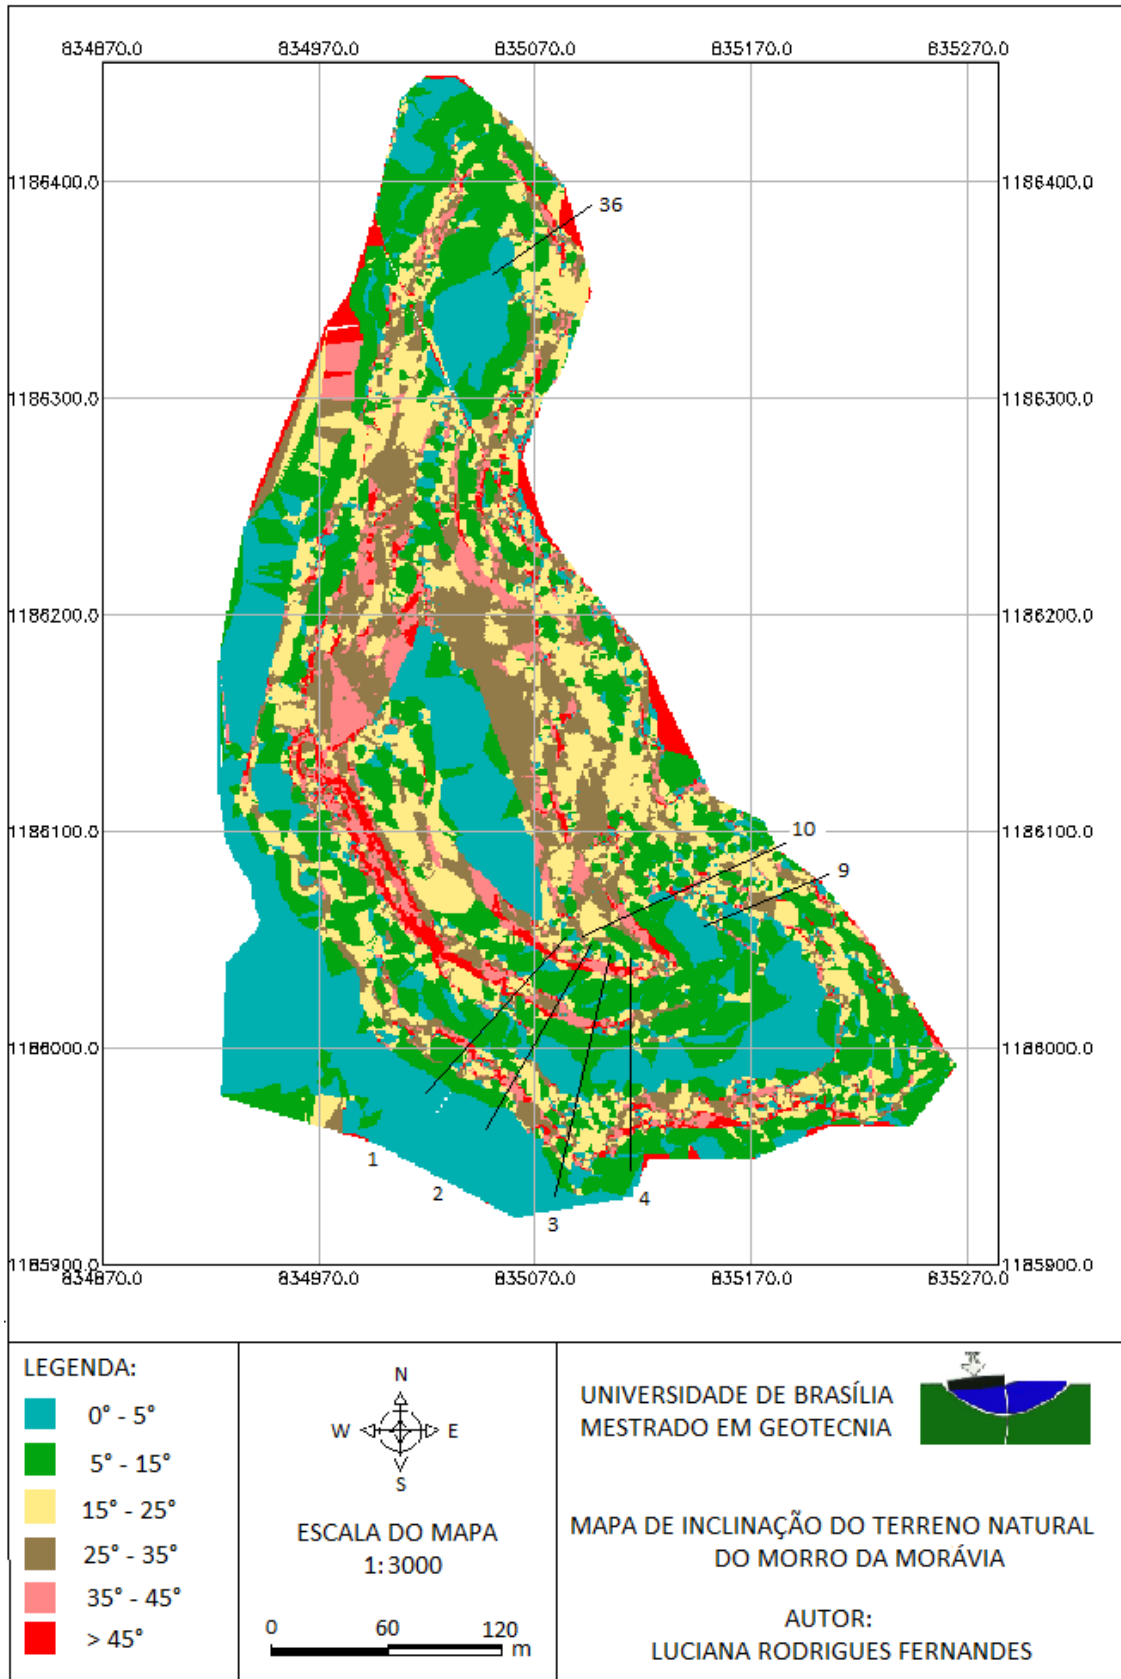 834870.0 834970.0 835070.0 835170.0 835270.0
1186400.0 1186400.0
36
1186300.0 1186300.0
1186200.0 1186200.0
1186100.0 1186100.0
10
9
1186000.0 1186000.0
1
2
3
4
1185900.0 1185900.0
834870.0 834970.0 835070.0 835170.0 835270.0
LEGENDA:
0° - 5°
5° - 15°
15° - 25°
25° - 35°
35° - 45°
> 45°
N
W E
S
ESCALA DO MAPA
1:3000
0 60 120
m
UNIVERSIDADE DE BRASÍLIA
MESTRADO EM GEOTECNIA
MAPA DE INCLINAÇÃO DO TERRENO NATURAL
DO MORRO DA MORÁVIA
AUTOR:
LUCIANA RODRIGUES FERNANDES